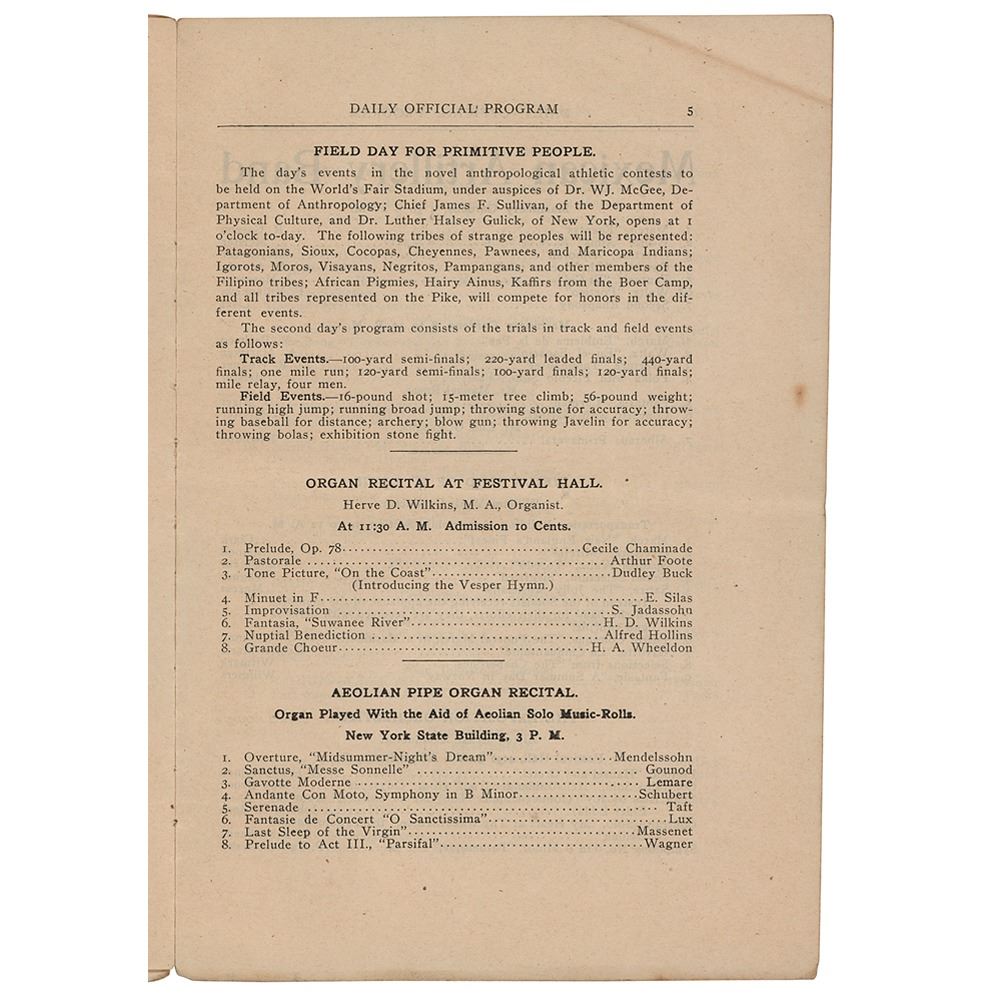 DAILY OFFICIAL PROGRAM 5
FIELD DAY FOR PRIMITIVE PEOPLE.
The day's events in the novel anthropological athletic contests to
be held on the World's Fair Stadium, under auspices of Dr. WJ. McGee, De-
partment of Anthropology; Chief James F. Sullivan, of the Department of
Physical Culture, and Dr. Luther Halsey Gulick, of New York, opens at 1
o'clock to-day. The following tribes of strange peoples will be represented:
Patagonians, Sioux, Cocopas, Cheyennes, Pawnees, and Maricopa Indians;
Igorots, Moros, Visayans, Negritos, Pampangans, and other members of the
Filipino tribes; African Pigmies, Hairy Ainus, Kaffirs from the Boer Camp,
and all tribes represented on the Pike, will compete for honors in the dif-
ferent events.
The second day's program consists of the trials in track and field events
as follows:
Track Events.—100-yard semi-finals; 220-yard leaded finals; 440-yard
finals; one mile run; 120-yard semi-finals; 100-yard finals; 120-yard finals;
mile relay, four men.
Field Events.—16-pound shot; 15-meter tree climb; 56-pound weight;
running high jump; running broad jump; throwing stone for accuracy; throw-
ing baseball for distance; archery; blow gun; throwing Javelin for accuracy;
throwing bolas; exhibition stone fight.
ORGAN RECITAL AT FESTIVAL HALL.
Herve D. Wilkins, M. A., Organist.
At 11:30 A. M. Admission 10 Cents.
1. Prelude, Op. 78 Cecile Chaminade
2. Pastorale Arthur Foote
3. Tone Picture, "On the Coast" Dudley Buck
(Introducing the Vesper Hymn.)
4. Minuet in F E. Silas
5. Improvisation S. Jadassohn
6. Fantasia, "Suwanee River" H. D. Wilkins
7. Nuptial Benediction Alfred Hollins
8. Grande Choeur H. A. Wheeldon
AEOLIAN PIPE ORGAN RECITAL.
Organ Played With the Aid of Aeolian Solo Music-Rolls.
New York State Building, 3 P. M.
1. Overture, "Midsummer-Night's Dream" Mendelssohn
2. Sanctus, "Messe Sonnelle" Gounod
3. Gavotte Moderne Lemare
4. Andante Con Moto, Symphony in B Minor Schubert
5. Serenade Taft
6. Fantasie de Concert "O Sanctissima" Lux
7. Last Sleep of the Virgin" Massenet
8. Prelude to Act III., "Parsifal" Wagner